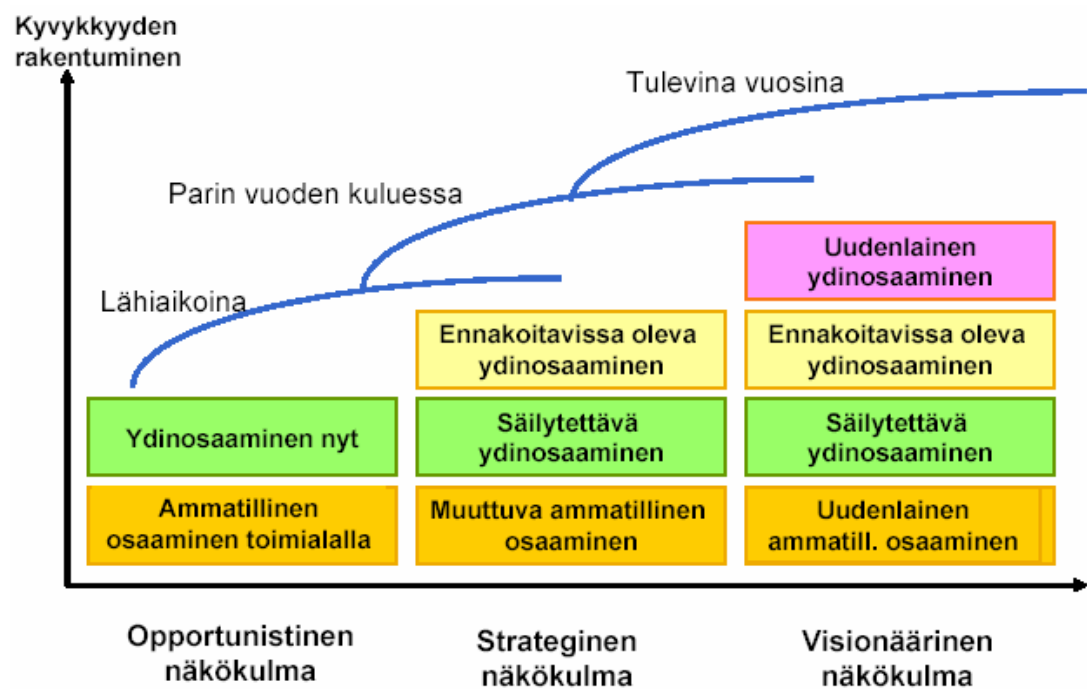 Kyvykkyyden
rakentuminen
Tulevina vuosina
Parin vuoden kuluessa
Lähiaikoina
Uudenlainen
ydinosaaminen
Ennakoitavissa oleva
ydinosaaminen
Ennakoitavissa oleva
ydinosaaminen
Ydinosaaminen nyt
Säilytettävä
ydinosaaminen
Säilytettävä
ydinosaaminen
Ammatillinen
osaaminen toimialalla
Muuttuva ammatillinen
osaaminen
Uudenlainen
ammatill. osaaminen
Opportunistinen
näkökulma
Strateginen
näkökulma
Visionäärinen
näkökulma